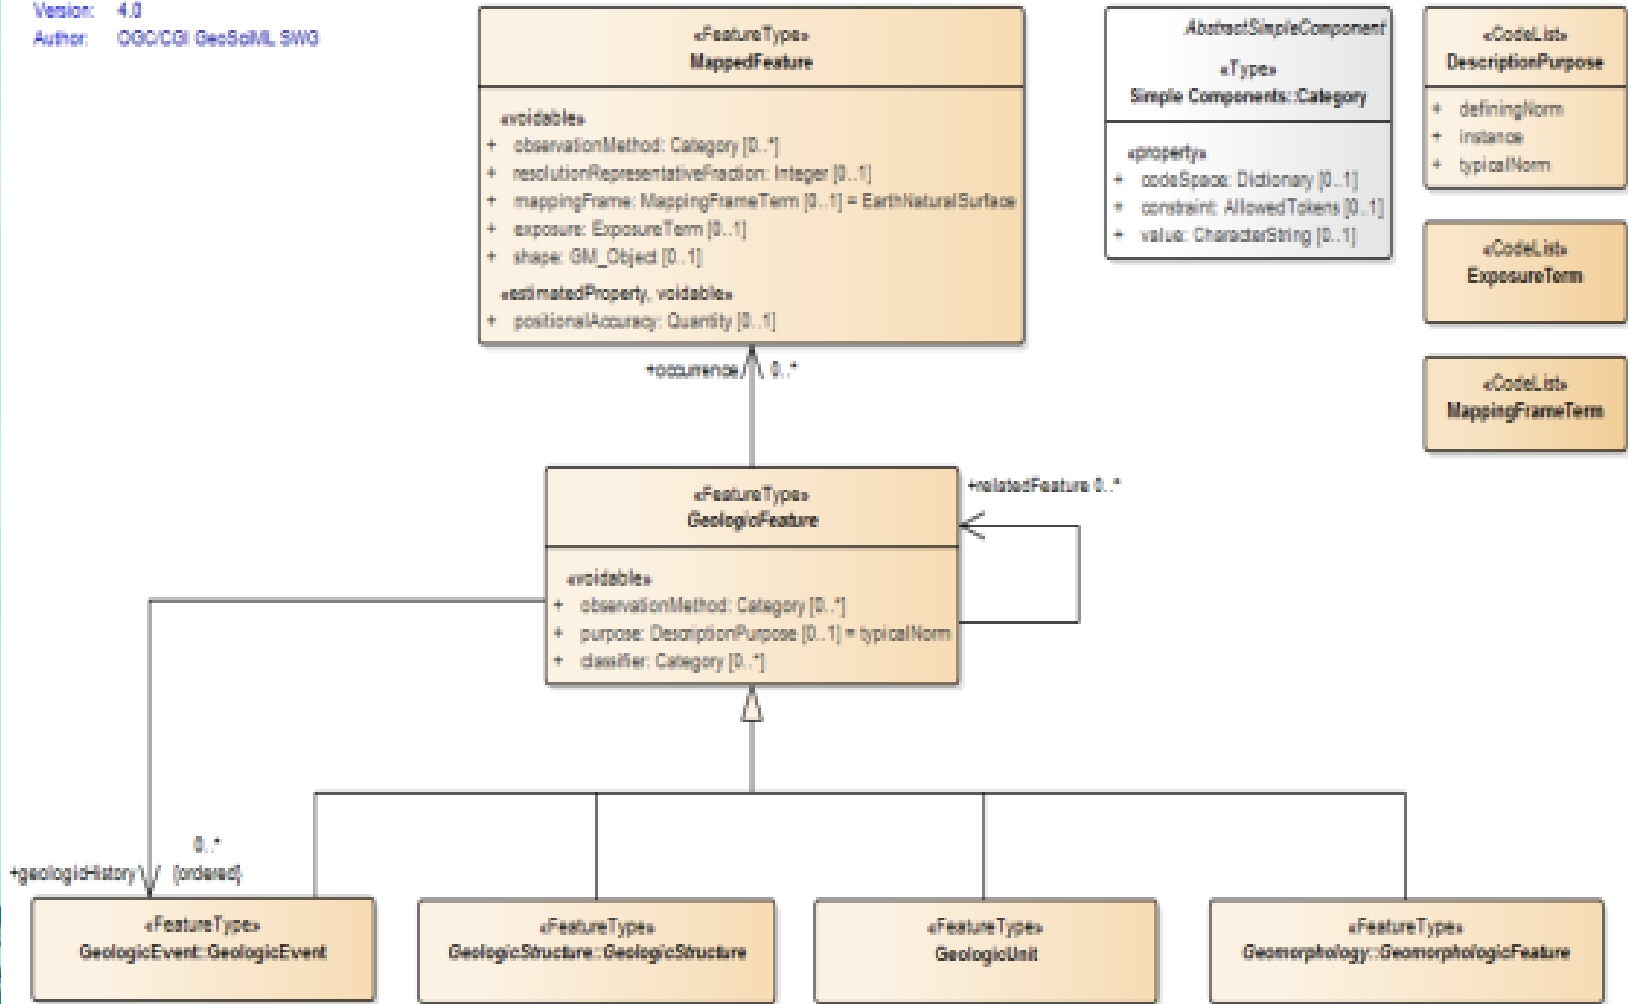 Version: 4.0
Author: OGC/CGI GeoSciML SWG
«FeatureType»
MappedFeature
«voidable»
+ observationMethod: Category [0..*]
+ resolutionRepresentativeFraction: Integer [0..1]
+ mappingFrame: MappingFrameTerm [0..1] = EarthNaturalSurface
+ exposure: ExposureTerm [0..1]
+ shape: GM_Object [0..1]
«estimatedProperty, voidable»
+ positionalAccuracy: Quantity [0..1]
AbstractSimpleComponent
«Type»
Simple Components::Category
«property»
+ codeSpace: Dictionary [0..1]
+ constraint: AllowedTokens [0..1]
+ value: CharacterString [0..1]
«CodeList»
DescriptionPurpose
+ definingNorm
+ instance
+ typicalNorm
«CodeList»
ExposureTerm
«CodeList»
MappingFrameTerm
+occurrence 0..*
«FeatureType»
GeologicFeature
«voidable»
+ observationMethod: Category [0..*]
+ purpose: DescriptionPurpose [0..1] = typicalNorm
+ classifier: Category [0..*]
+relatedFeature 0..*
0..*
+geologicHistory {ordered}
«FeatureType»
GeologicEvent::GeologicEvent
«FeatureType»
GeologicStructure::GeologicStructure
«FeatureType»
GeologicUnit
«FeatureType»
Geomorphology::GeomorphologicFeature